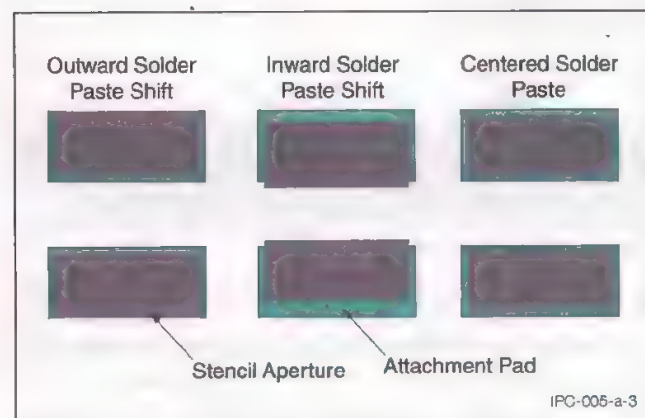 Outward Solder
Paste Shift
Inward Solder
Paste Shift
Centered Solder
Paste
Stencil Aperture
Attachment Pad
IPC-005-a-3